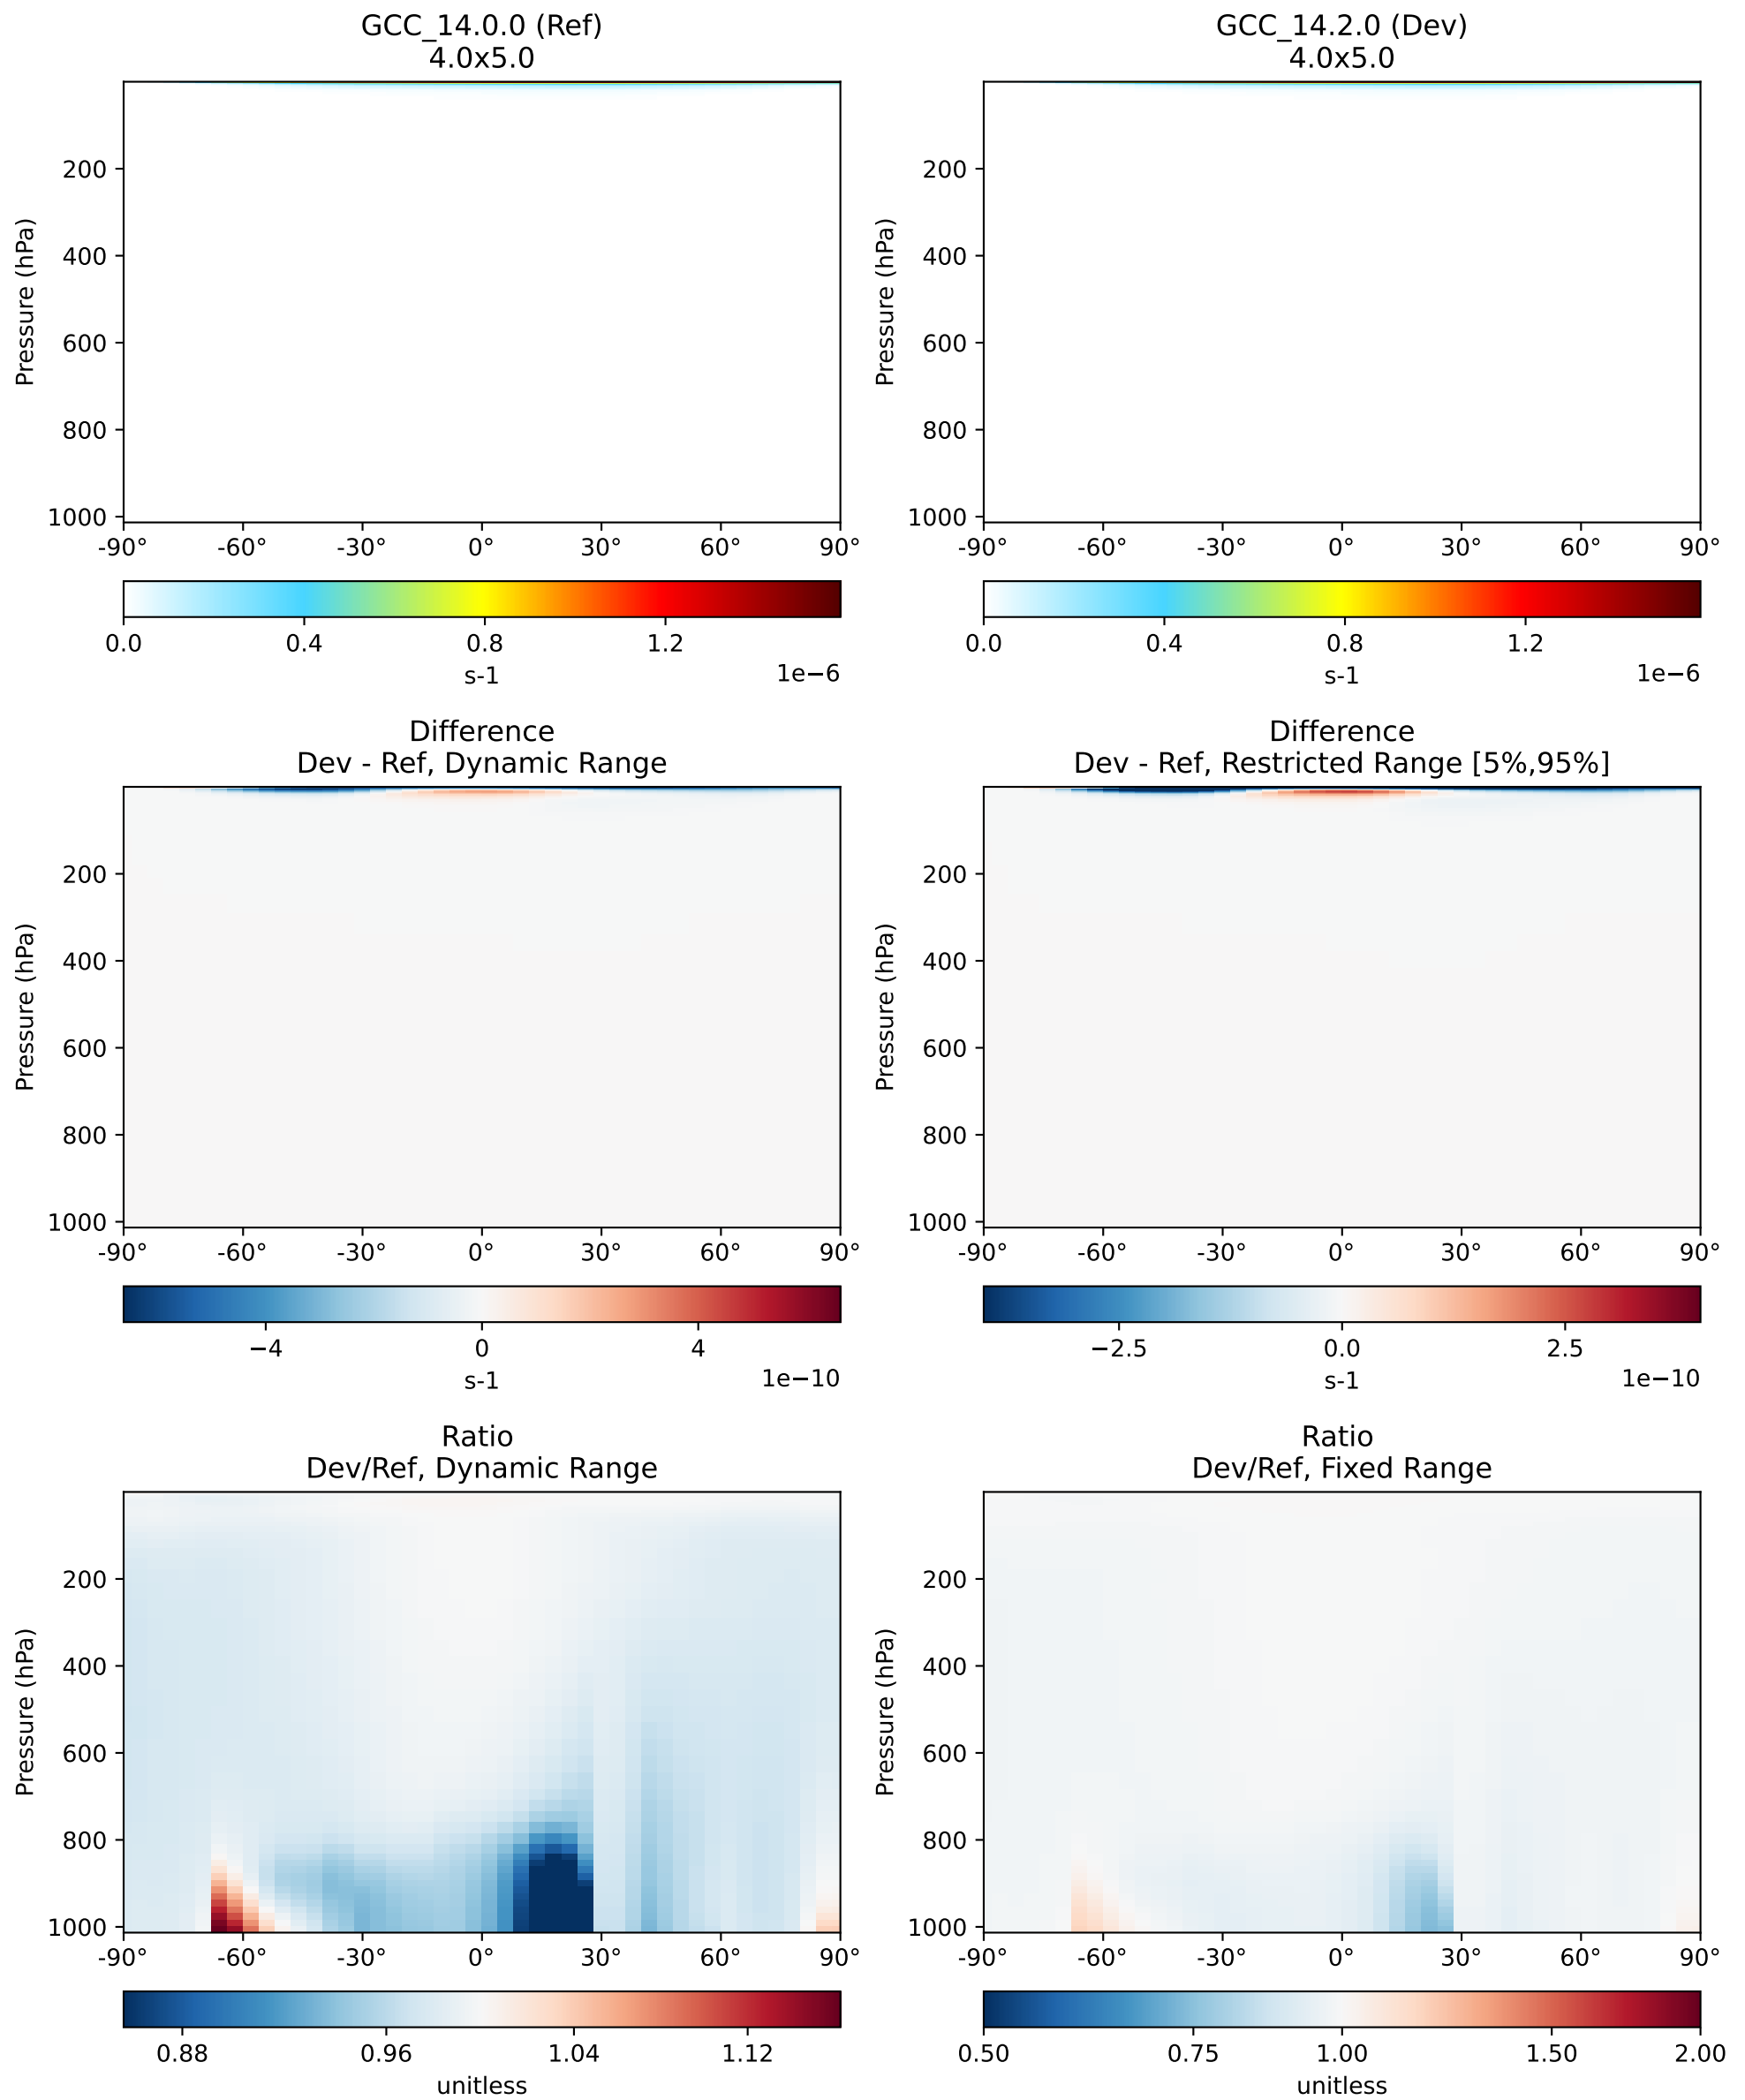 GCC_14.0.0 (Ref)
4.0x5.0
Pressure (hPa)
200
400
600
800
1000
-90° -60° -30° 0° 30° 60° 90°
0.0 0.4 0.8 1.2
s-1
1e−6
GCC_14.2.0 (Dev)
4.0x5.0
Pressure (hPa)
200
400
600
800
1000
-90° -60° -30° 0° 30° 60° 90°
0.0 0.4 0.8 1.2
s-1
1e−6
Difference
Dev - Ref, Dynamic Range
Pressure (hPa)
200
400
600
800
1000
-90° -60° -30° 0° 30° 60° 90°
−4 0 4
s-1
1e−10
Difference
Dev - Ref, Restricted Range [5%,95%]
Pressure (hPa)
200
400
600
800
1000
-90° -60° -30° 0° 30° 60° 90°
−2.5 0.0 2.5
s-1
1e−10
Ratio
Dev/Ref, Dynamic Range
Pressure (hPa)
200
400
600
800
1000
-90° -60° -30° 0° 30° 60° 90°
0.88 0.96 1.04 1.12
unitless
Ratio
Dev/Ref, Fixed Range
Pressure (hPa)
200
400
600
800
1000
-90° -60° -30° 0° 30° 60° 90°
0.50 0.75 1.00 1.50 2.00
unitless